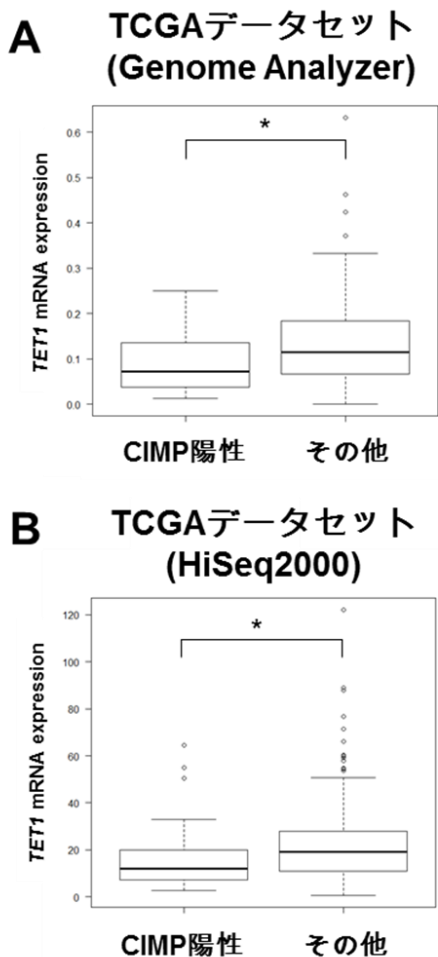 A
TCGAデータセット
(Genome Analyzer)
*
0.6
0.5
0.4
0.3
0.2
0.1
0.0
TET1 mRNA expression
CIMP陽性
その他
B
TCGAデータセット
(HiSeq2000)
*
120
100
80
60
40
20
0
TET1 mRNA expression
CIMP陽性
その他